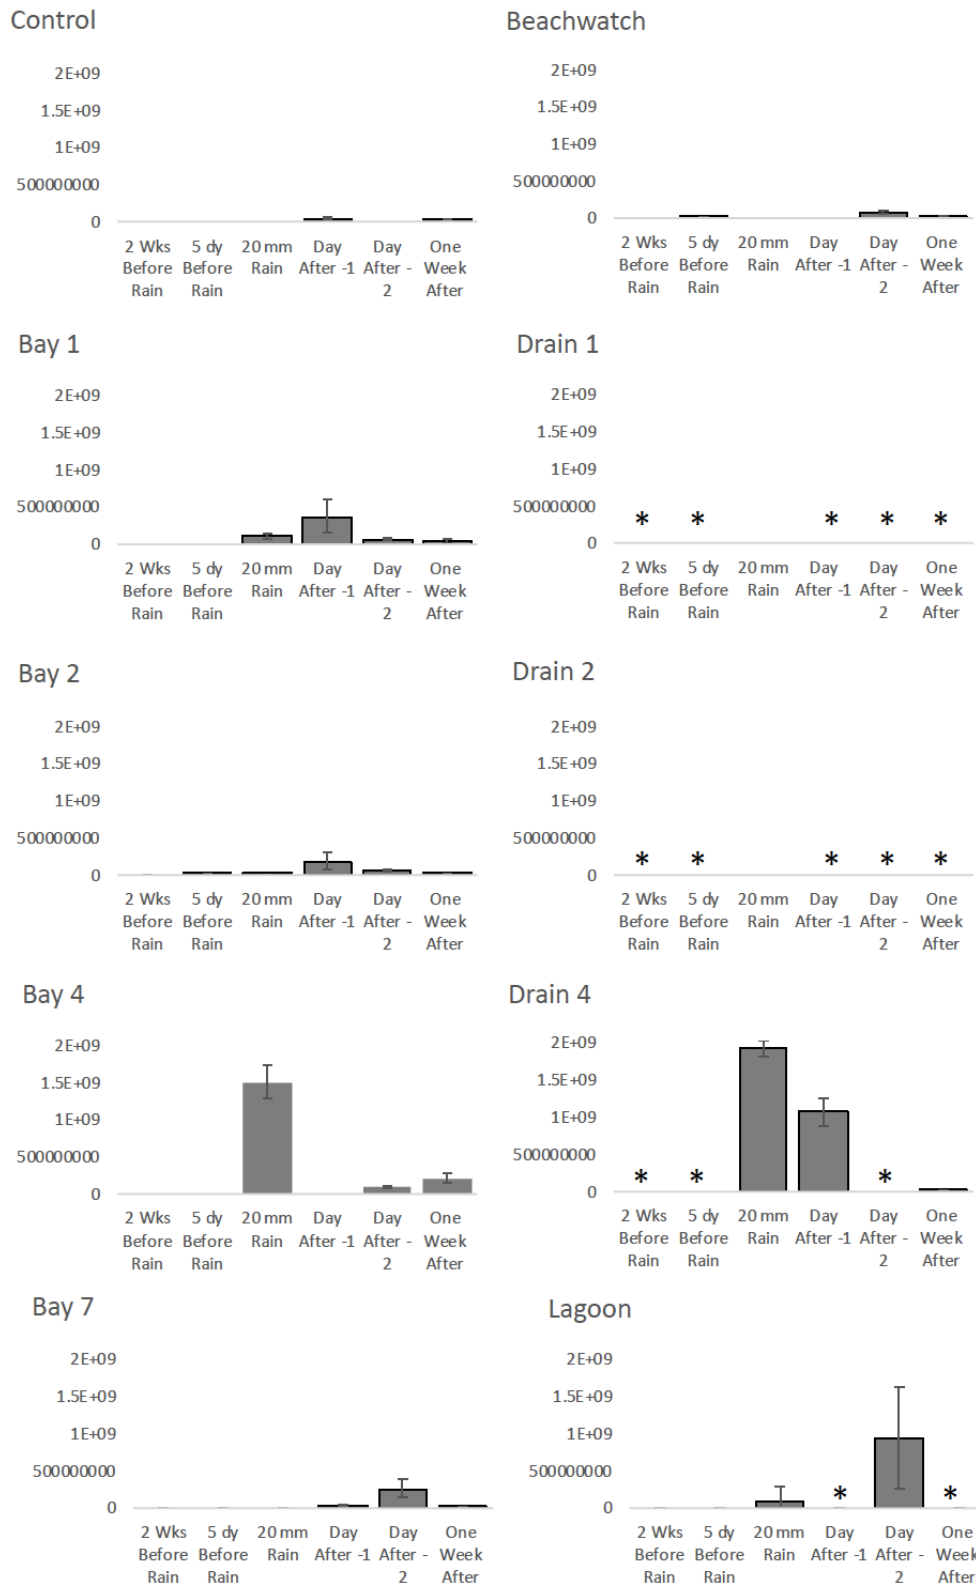 Control
2E+09
1.5E+09
1E+09
500000000
0
2 Wks 5 dy 20 mm Day Day One
Before Before Rain After -1 After - Week
Rain Rain 2 After
Beachwatch
2E+09
1.5E+09
1E+09
500000000
0
2 Wks 5 dy 20 mm Day Day One
Before Before Rain After -1 After - Week
Rain Rain 2 After
Bay 1
2E+09
1.5E+09
1E+09
500000000
0
2 Wks 5 dy 20 mm Day Day One
Before Before Rain After -1 After - Week
Rain Rain 2 After
Drain 1
2E+09
1.5E+09
1E+09
500000000
* * * * *
0
2 Wks 5 dy 20 mm Day Day One
Before Before Rain After -1 After - Week
Rain Rain 2 After
Bay 2
2E+09
1.5E+09
1E+09
500000000
0
2 Wks 5 dy 20 mm Day Day One
Before Before Rain After -1 After - Week
Rain Rain 2 After
Drain 2
2E+09
1.5E+09
1E+09
500000000
* * * * *
0
2 Wks 5 dy 20 mm Day Day One
Before Before Rain After -1 After - Week
Rain Rain 2 After
Bay 4
2E+09
1.5E+09
1E+09
500000000
0
2 Wks 5 dy 20 mm Day Day One
Before Before Rain After -1 After - Week
Rain Rain 2 After
Drain 4
2E+09
1.5E+09
1E+09
500000000
* * *
0
2 Wks 5 dy 20 mm Day Day One
Before Before Rain After -1 After - Week
Rain Rain 2 After
Bay 7
2E+09
1.5E+09
1E+09
500000000
0
2 Wks 5 dy 20 mm Day Day One
Before Before Rain After -1 After - Week
Rain Rain 2 After
Lagoon
2E+09
1.5E+09
1E+09
500000000
* *
0
2 Wks 5 dy 20 mm Day Day One
Before Before Rain After -1 After - Week
Rain Rain 2 After